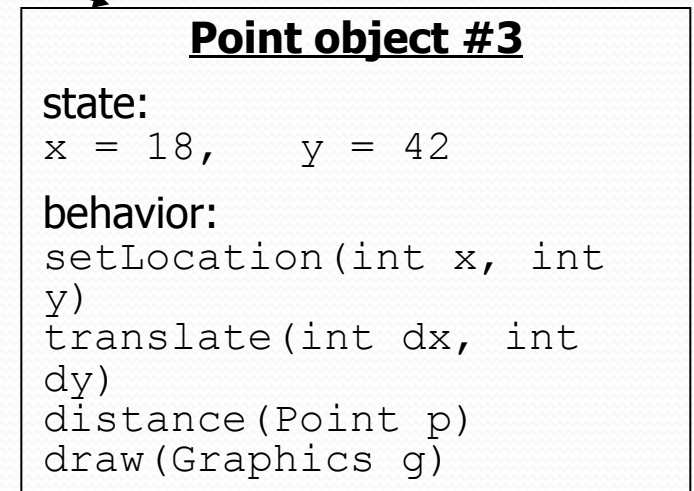 Point object #3
state:
x = 18,   y = 42
behavior:
setLocation(int x, int
y)
translate(int dx, int
dy)
distance(Point p)
draw(Graphics g)